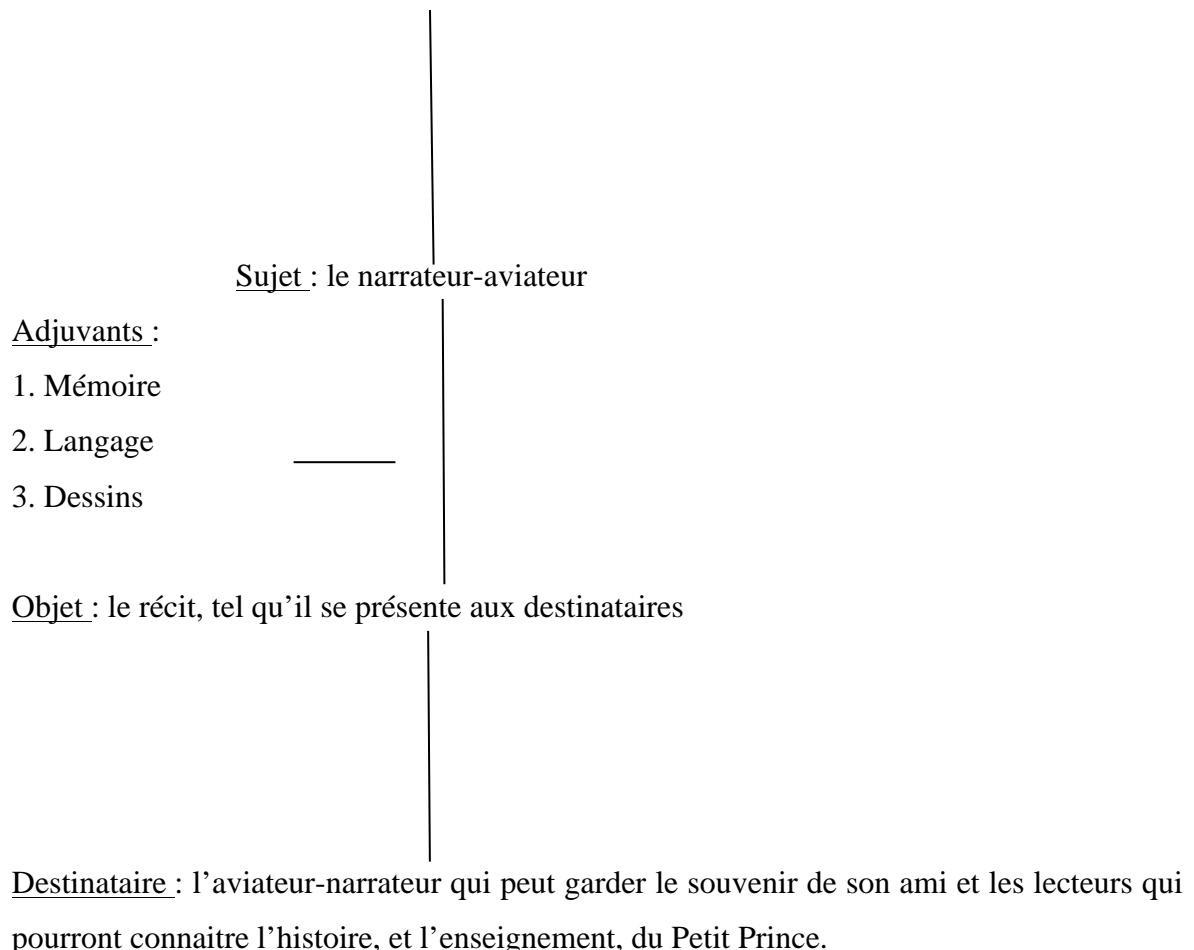 Sujet : le narrateur-aviateur
Adjuvants :
1. Mémoire
2. Langage
3. Dessins
Objet : le récit, tel qu’il se présente aux destinataires
Destinataire : l’aviateur-narrateur qui peut garder le souvenir de son ami et les lecteurs qui
pourront connaitre l’histoire, et l’enseignement, du Petit Prince.